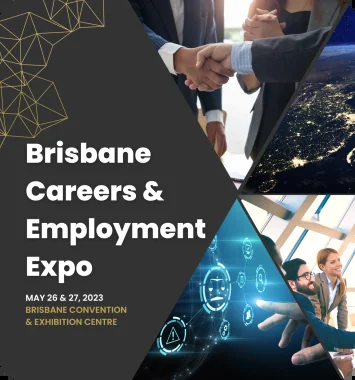 Brisbane
Careers &
Employment
Expo
MAY 26 & 27, 2023
BRISBANE CONVENTION
& EXHIBITION CENTRE